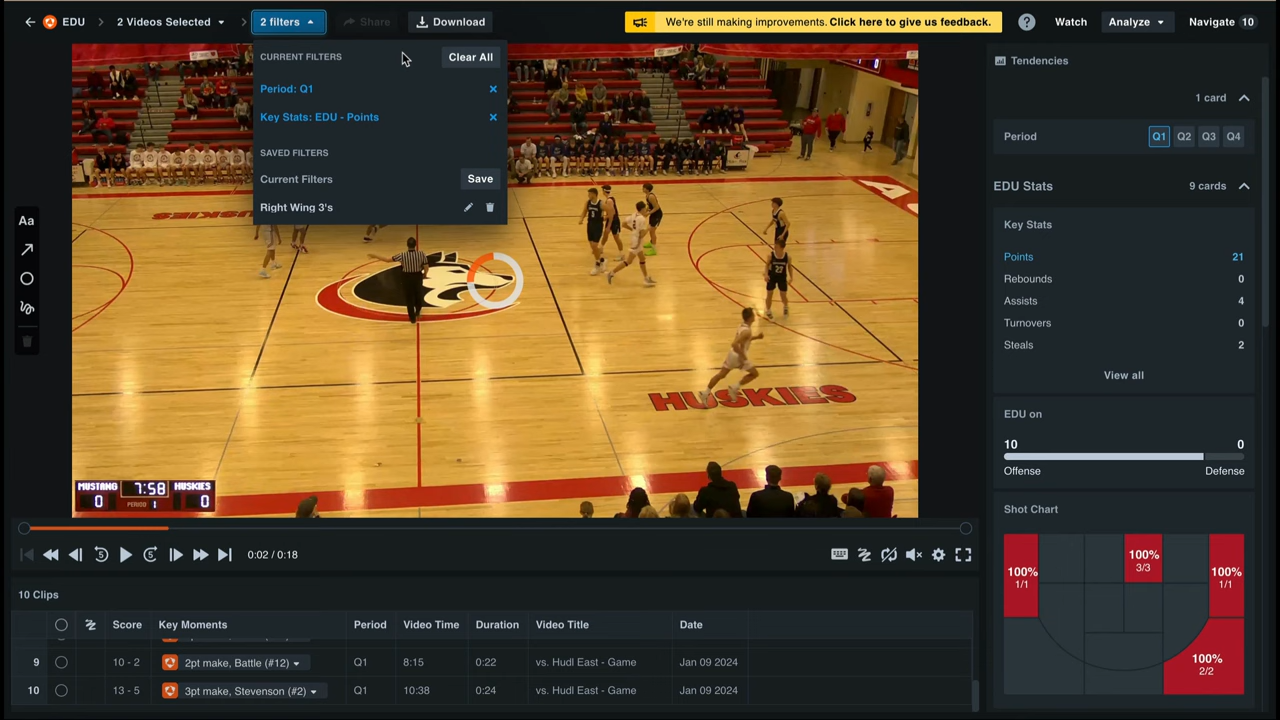 EDU
2 Videos Selected
2 filters
Share
Download
We're still making improvements. Click here to give us feedback.
?
Watch
Analyze
Navigate 10
CURRENT FILTERS
Clear All
Period: Q1
Key Stats: EDU - Points
SAVED FILTERS
Current Filters
Save
Right Wing 3's
Aa
HUSKIES
MUSTANG 7:58 HUSKIES
0 PERIOD 1 0
5
5
0:02 / 0:18
Tendencies
1 card
Period Q1 Q2 Q3 Q4
EDU Stats 9 cards
Key Stats
Points 21
Rebounds 0
Assists 4
Turnovers 0
Steals 2
View all
EDU on
10 0
Offense Defense
Shot Chart
100%
3/3
100%
1/1
100%
1/1
100%
2/2
10 Clips
Score Key Moments Period Video Time Duration Video Title Date
9 10 - 2 2pt make, Battle (#12) Q1 8:15 0:22 vs. Hudl East - Game Jan 09 2024
10 13 - 5 3pt make, Stevenson (#2) Q1 10:38 0:24 vs. Hudl East - Game Jan 09 2024